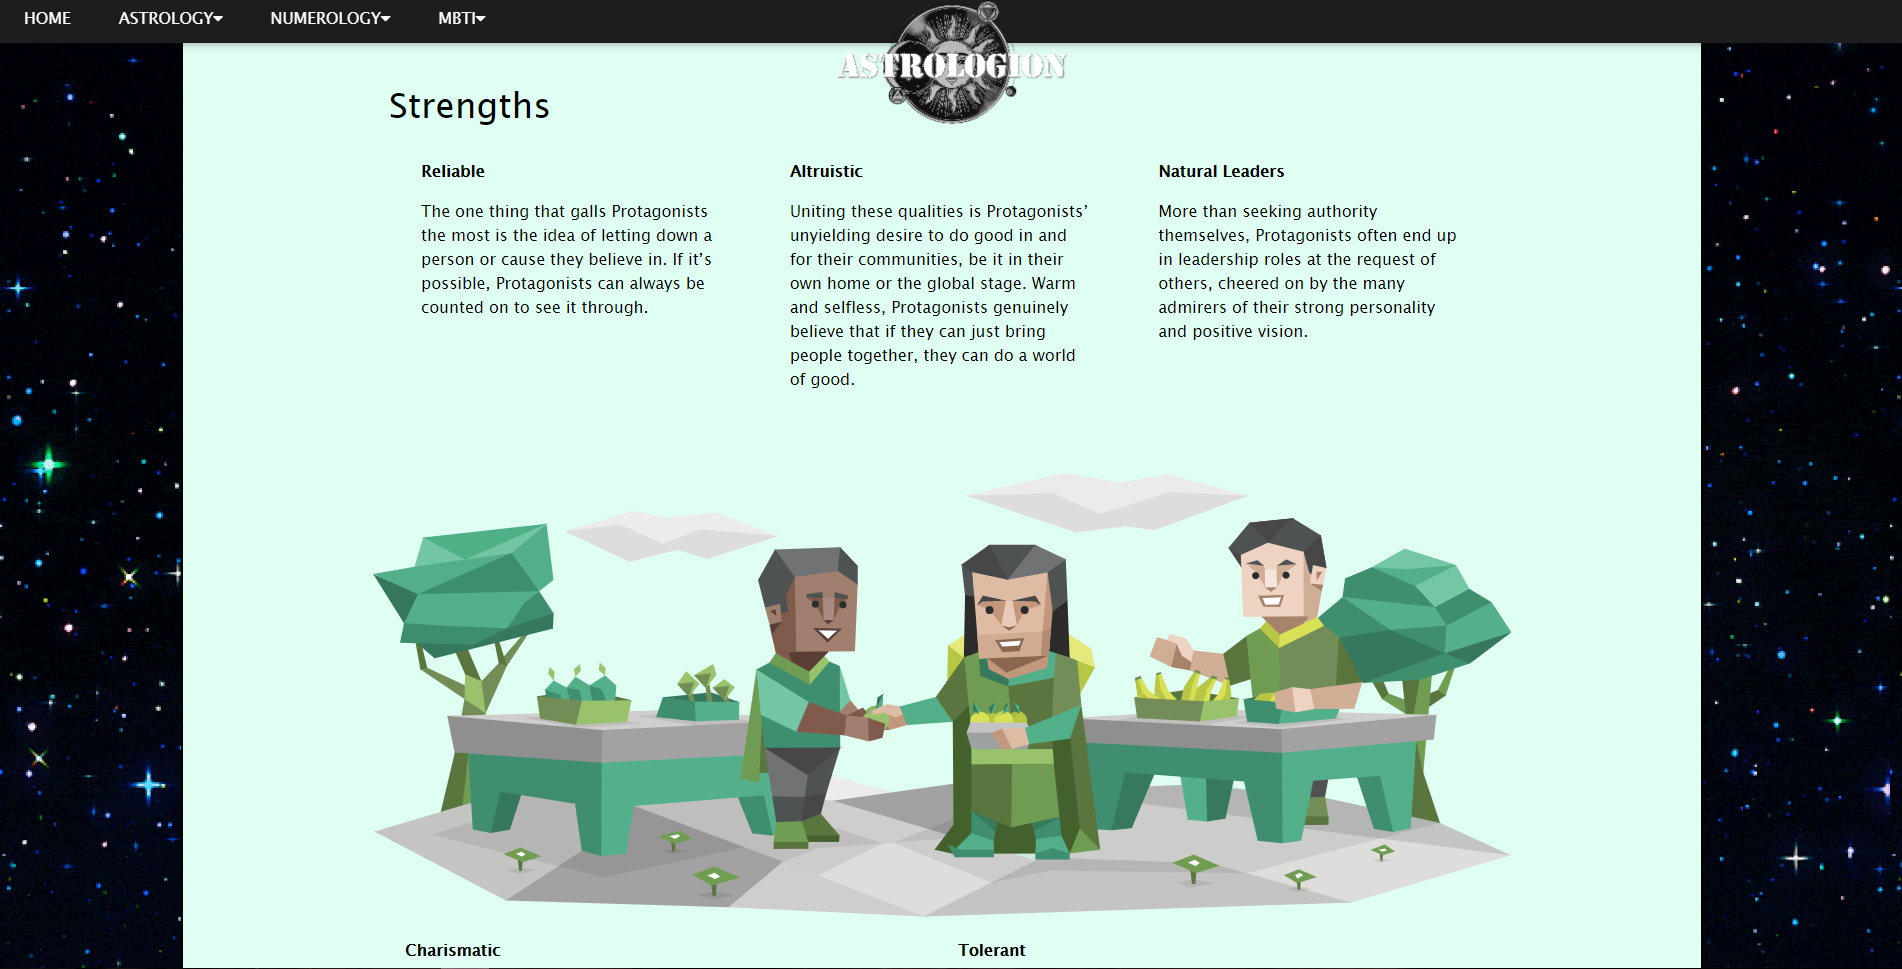 HOME
ASTROLOGY
NUMEROLOGY
MBTI
ASTROLOGION
Strengths
Reliable
The one thing that galls Protagonists
the most is the idea of letting down a
person or cause they believe in. If it’s
possible, Protagonists can always be
counted on to see it through.
Altruistic
Uniting these qualities is Protagonists’
unyielding desire to do good in and
for their communities, be it in their
own home or the global stage. Warm
and selfless, Protagonists genuinely
believe that if they can just bring
people together, they can do a world
of good.
Natural Leaders
More than seeking authority
themselves, Protagonists often end up
in leadership roles at the request of
others, cheered on by the many
admirers of their strong personality
and positive vision.
Charismatic
Tolerant